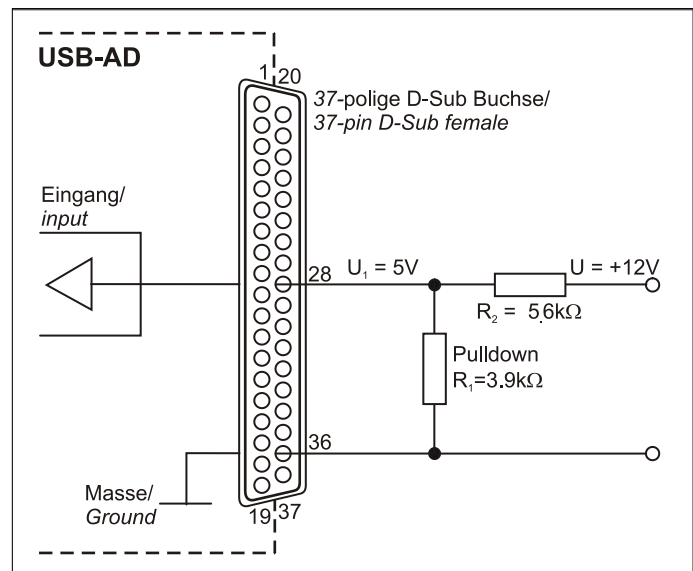 USB-AD
1 20
37-polige D-Sub Buchse/
37-pin D-Sub female
Eingang/
input
28
U₁ = 5V
U = +12V
R₂ = 5.6kΩ
Pulldown
R₁=3.9kΩ
36
Masse/
Ground
19 37